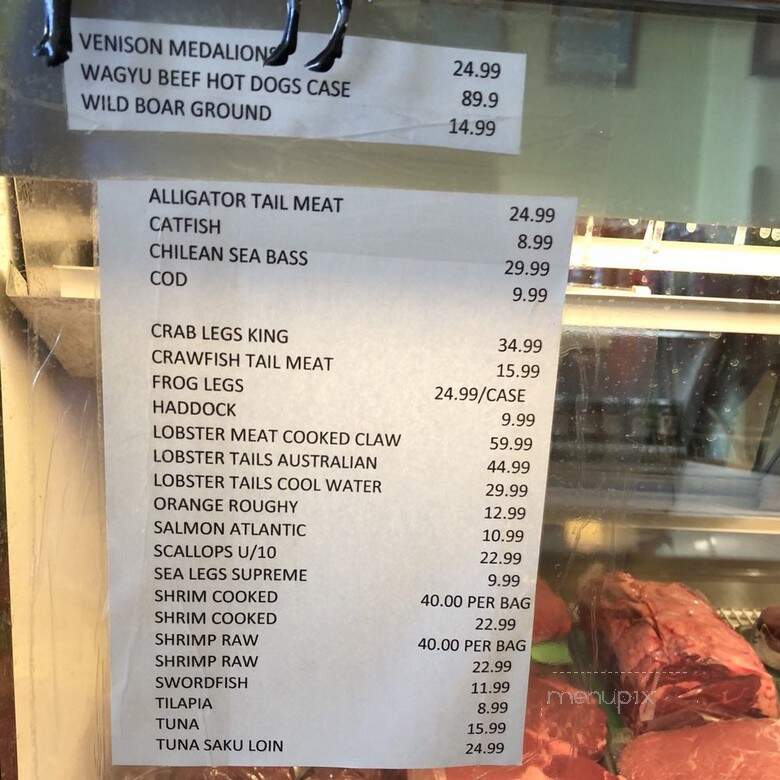 VENISON MEDALIONS 24.99
WAGYU BEEF HOT DOGS CASE 89.9
WILD BOAR GROUND 14.99
ALLIGATOR TAIL MEAT 24.99
CATFISH 8.99
CHILEAN SEA BASS 29.99
COD 9.99
CRAB LEGS KING 34.99
CRAWFISH TAIL MEAT 15.99
FROG LEGS 24.99/CASE
HADDOCK 9.99
LOBSTER MEAT COOKED CLAW 59.99
LOBSTER TAILS AUSTRALIAN 44.99
LOBSTER TAILS COOL WATER 29.99
ORANGE ROUGHY 12.99
SALMON ATLANTIC 10.99
SCALLOPS U/10 22.99
SEA LEGS SUPREME 9.99
SHRIM COOKED 40.00 PER BAG
SHRIM COOKED 22.99
SHRIMP RAW 40.00 PER BAG
SHRIMP RAW 22.99
SWORDFISH 11.99
TILAPIA 8.99
TUNA 15.99
TUNA SAKU LOIN 24.99
menupix